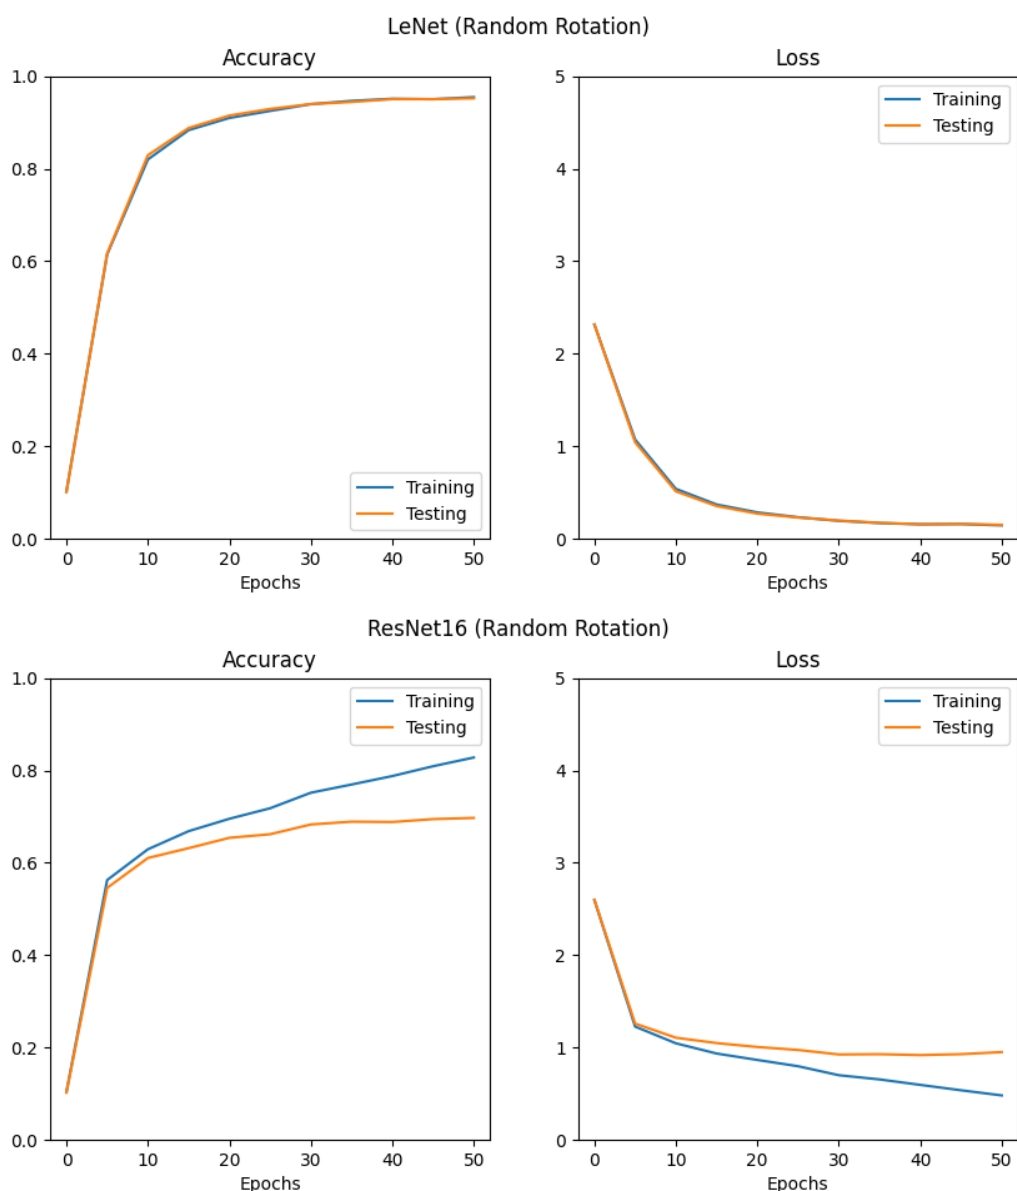 LeNet (Random Rotation)
Accuracy
1.0
0.8
0.6
0.4
0.2
0.0
0 10 20 30 40 50
Epochs
Training
Testing
Loss
5
4
3
2
1
0
0 10 20 30 40 50
Epochs
Training
Testing
ResNet16 (Random Rotation)
Accuracy
1.0
0.8
0.6
0.4
0.2
0.0
0 10 20 30 40 50
Epochs
Training
Testing
Loss
5
4
3
2
1
0
0 10 20 30 40 50
Epochs
Training
Testing